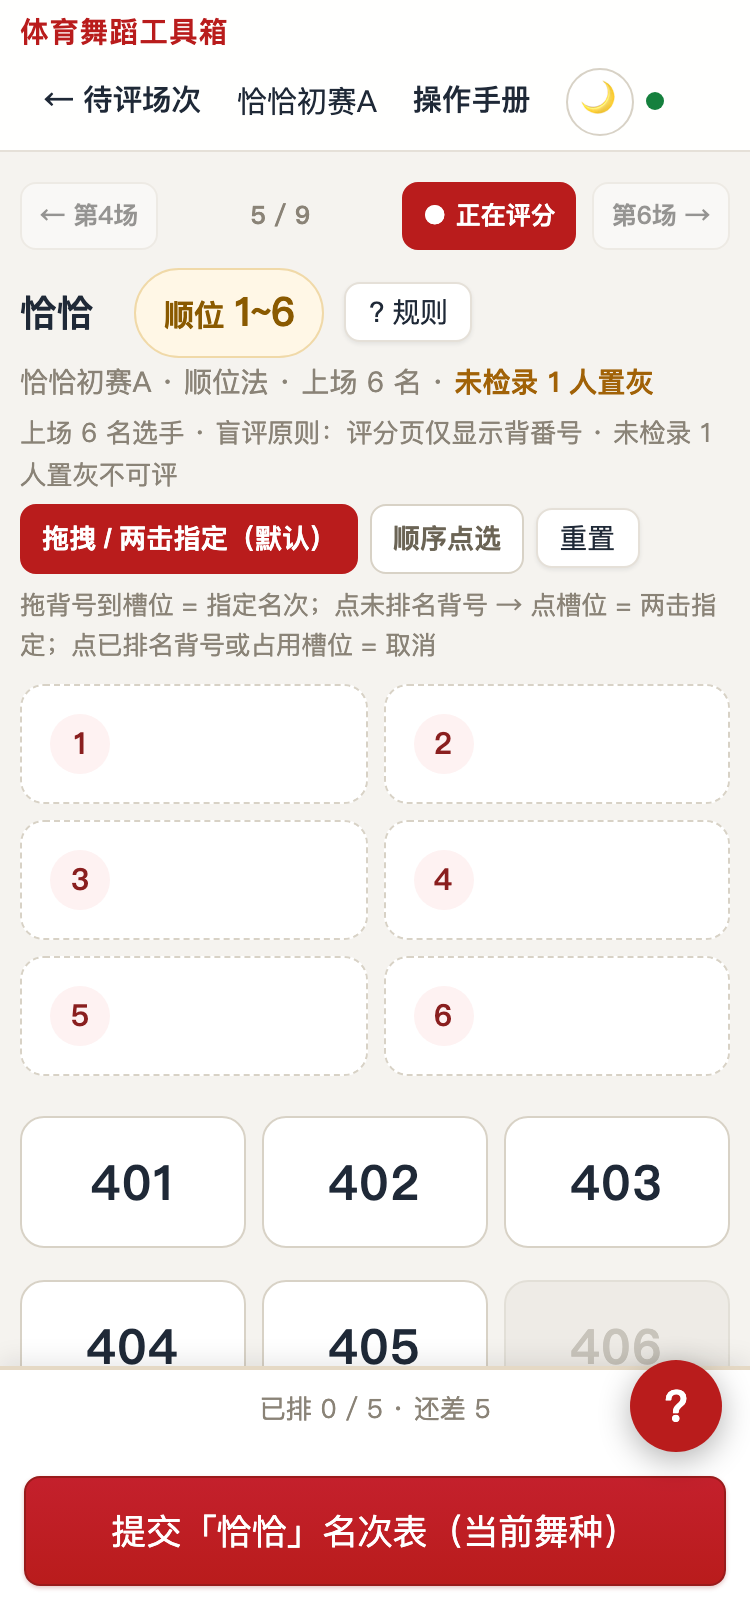 体育舞蹈工具箱
← 待评场次 恰恰初赛A 操作手册
← 第4场 5 / 9 正在评分 第6场 →
恰恰 顺位 1~6 ? 规则
恰恰初赛A · 顺位法 · 上场 6 名 · 未检录 1 人置灰
上场 6 名选手 · 盲评原则：评分页仅显示背番号 · 未检录 1
人置灰不可评
拖拽 / 两击指定（默认） 顺序点选 重置
拖背号到槽位 = 指定名次；点未排名背号 → 点槽位 = 两击指
定；点已排名背号或占用槽位 = 取消
1 2
3 4
5 6
401 402 403
404 405 406
已排 0 / 5 · 还差 5
?
提交「恰恰」名次表（当前舞种）